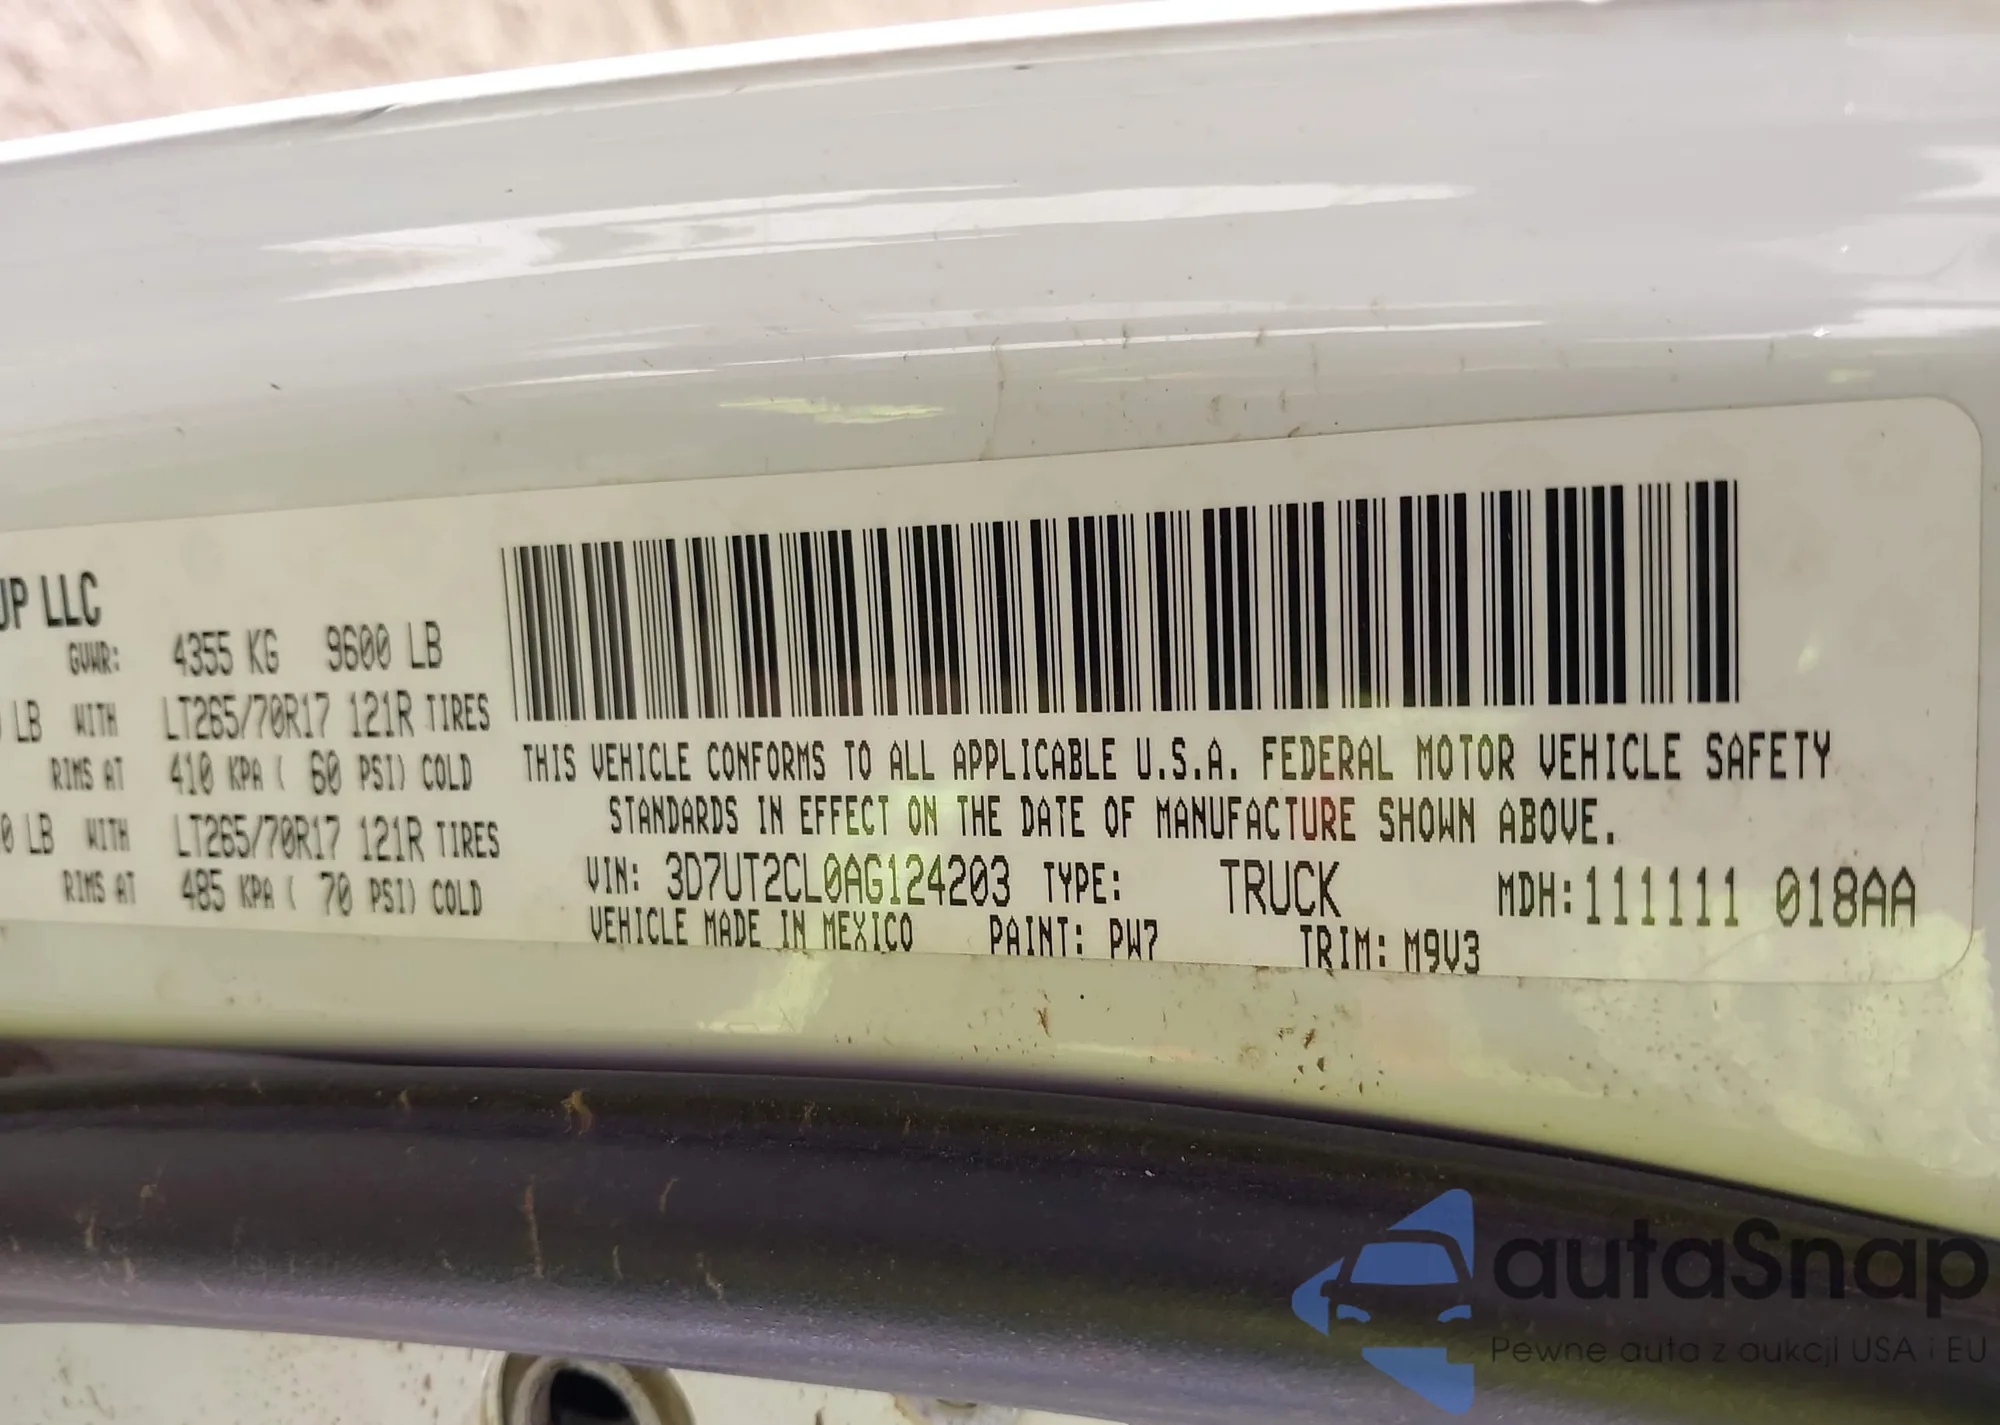 UP LLC
GVWR: 4355 KG 9600 LB
LB WITH LT265/70R17 121R TIRES
RIMS AT 410 KPA ( 60 PSI) COLD
0 LB WITH LT265/70R17 121R TIRES
RIMS AT 485 KPA ( 70 PSI) COLD
THIS VEHICLE CONFORMS TO ALL APPLICABLE U.S.A. FEDERAL MOTOR VEHICLE SAFETY
STANDARDS IN EFFECT ON THE DATE OF MANUFACTURE SHOWN ABOVE.
VIN: 3D7UT2CL0AG124203 TYPE: TRUCK MDH:111111 018AA
VEHICLE MADE IN MEXICO PAINT: PW7 TRIM: M9V3
autaSnap
Pewne auta z aukcji USA i EU